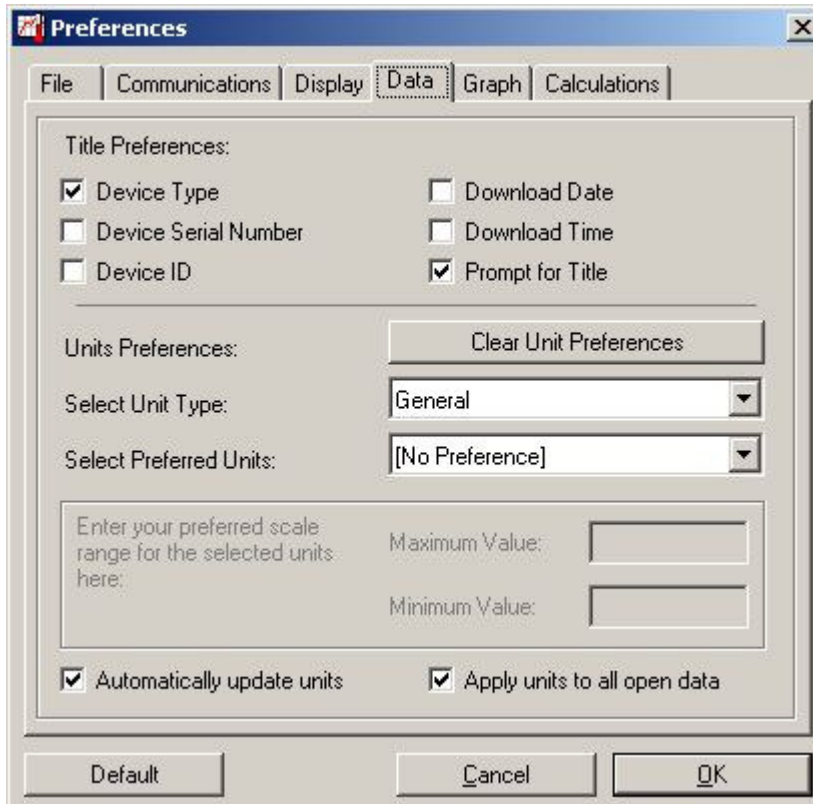 Preferences
File Communications Display Data Graph Calculations
Title Preferences:
Device Type Download Date
Device Serial Number Download Time
Device ID Prompt for Title
Units Preferences: Clear Unit Preferences
Select Unit Type: General
Select Preferred Units: [No Preference]
Enter your preferred scale
range for the selected units
here:
Maximum Value:
Minimum Value:
Automatically update units Apply units to all open data
Default Cancel OK